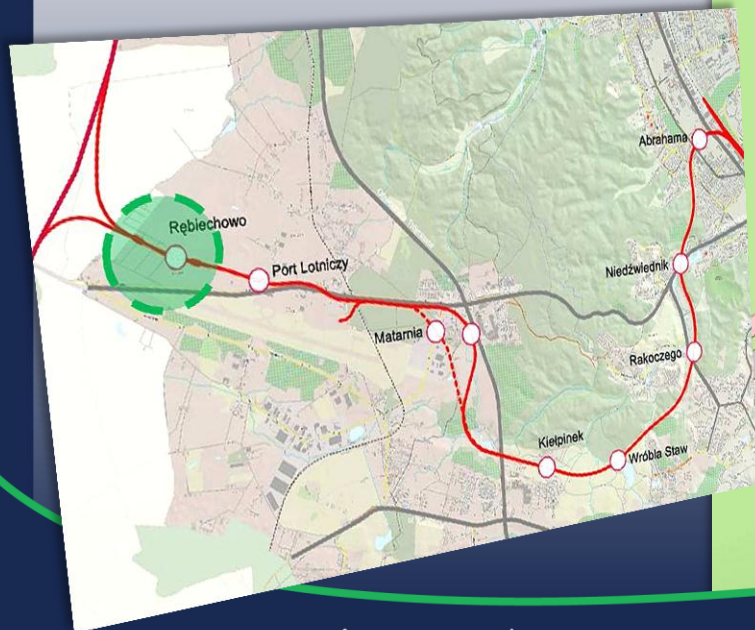 Abrahama
Rębiechowo
Niedźwiednik
Port Lotniczy
Matarnia
Rakoczego
Kiełpinek
Wróbla Staw